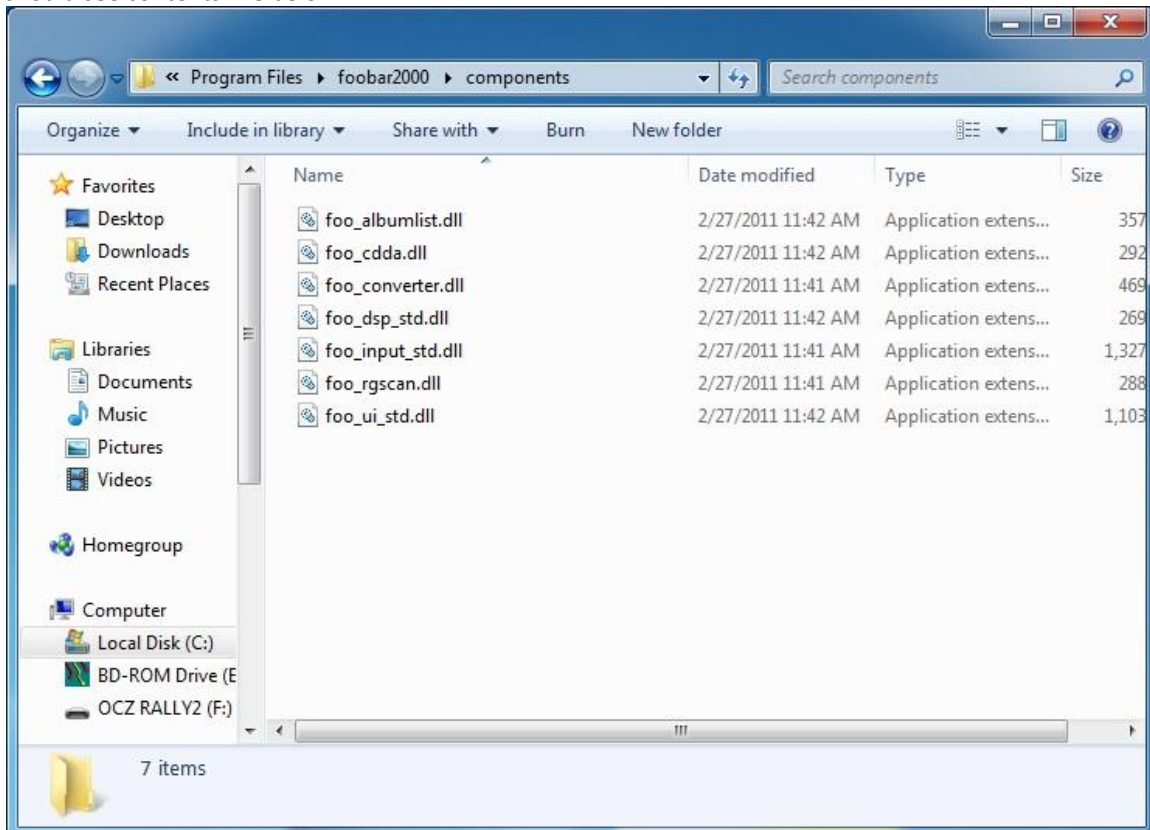 « Program Files ▸ foobar2000 ▸ components
Search components
Organize ▾ Include in library ▾ Share with ▾ Burn New folder
Favorites
Desktop
Downloads
Recent Places
Libraries
Documents
Music
Pictures
Videos
Homegroup
Computer
Local Disk (C:)
BD-ROM Drive (E
OCZ RALLY2 (F:)
Name Date modified Type Size
foo_albumlist.dll 2/27/2011 11:42 AM Application extens... 357
foo_cdda.dll 2/27/2011 11:42 AM Application extens... 292
foo_converter.dll 2/27/2011 11:41 AM Application extens... 469
foo_dsp_std.dll 2/27/2011 11:42 AM Application extens... 269
foo_input_std.dll 2/27/2011 11:41 AM Application extens... 1,327
foo_rgscan.dll 2/27/2011 11:41 AM Application extens... 288
foo_ui_std.dll 2/27/2011 11:42 AM Application extens... 1,103
7 items